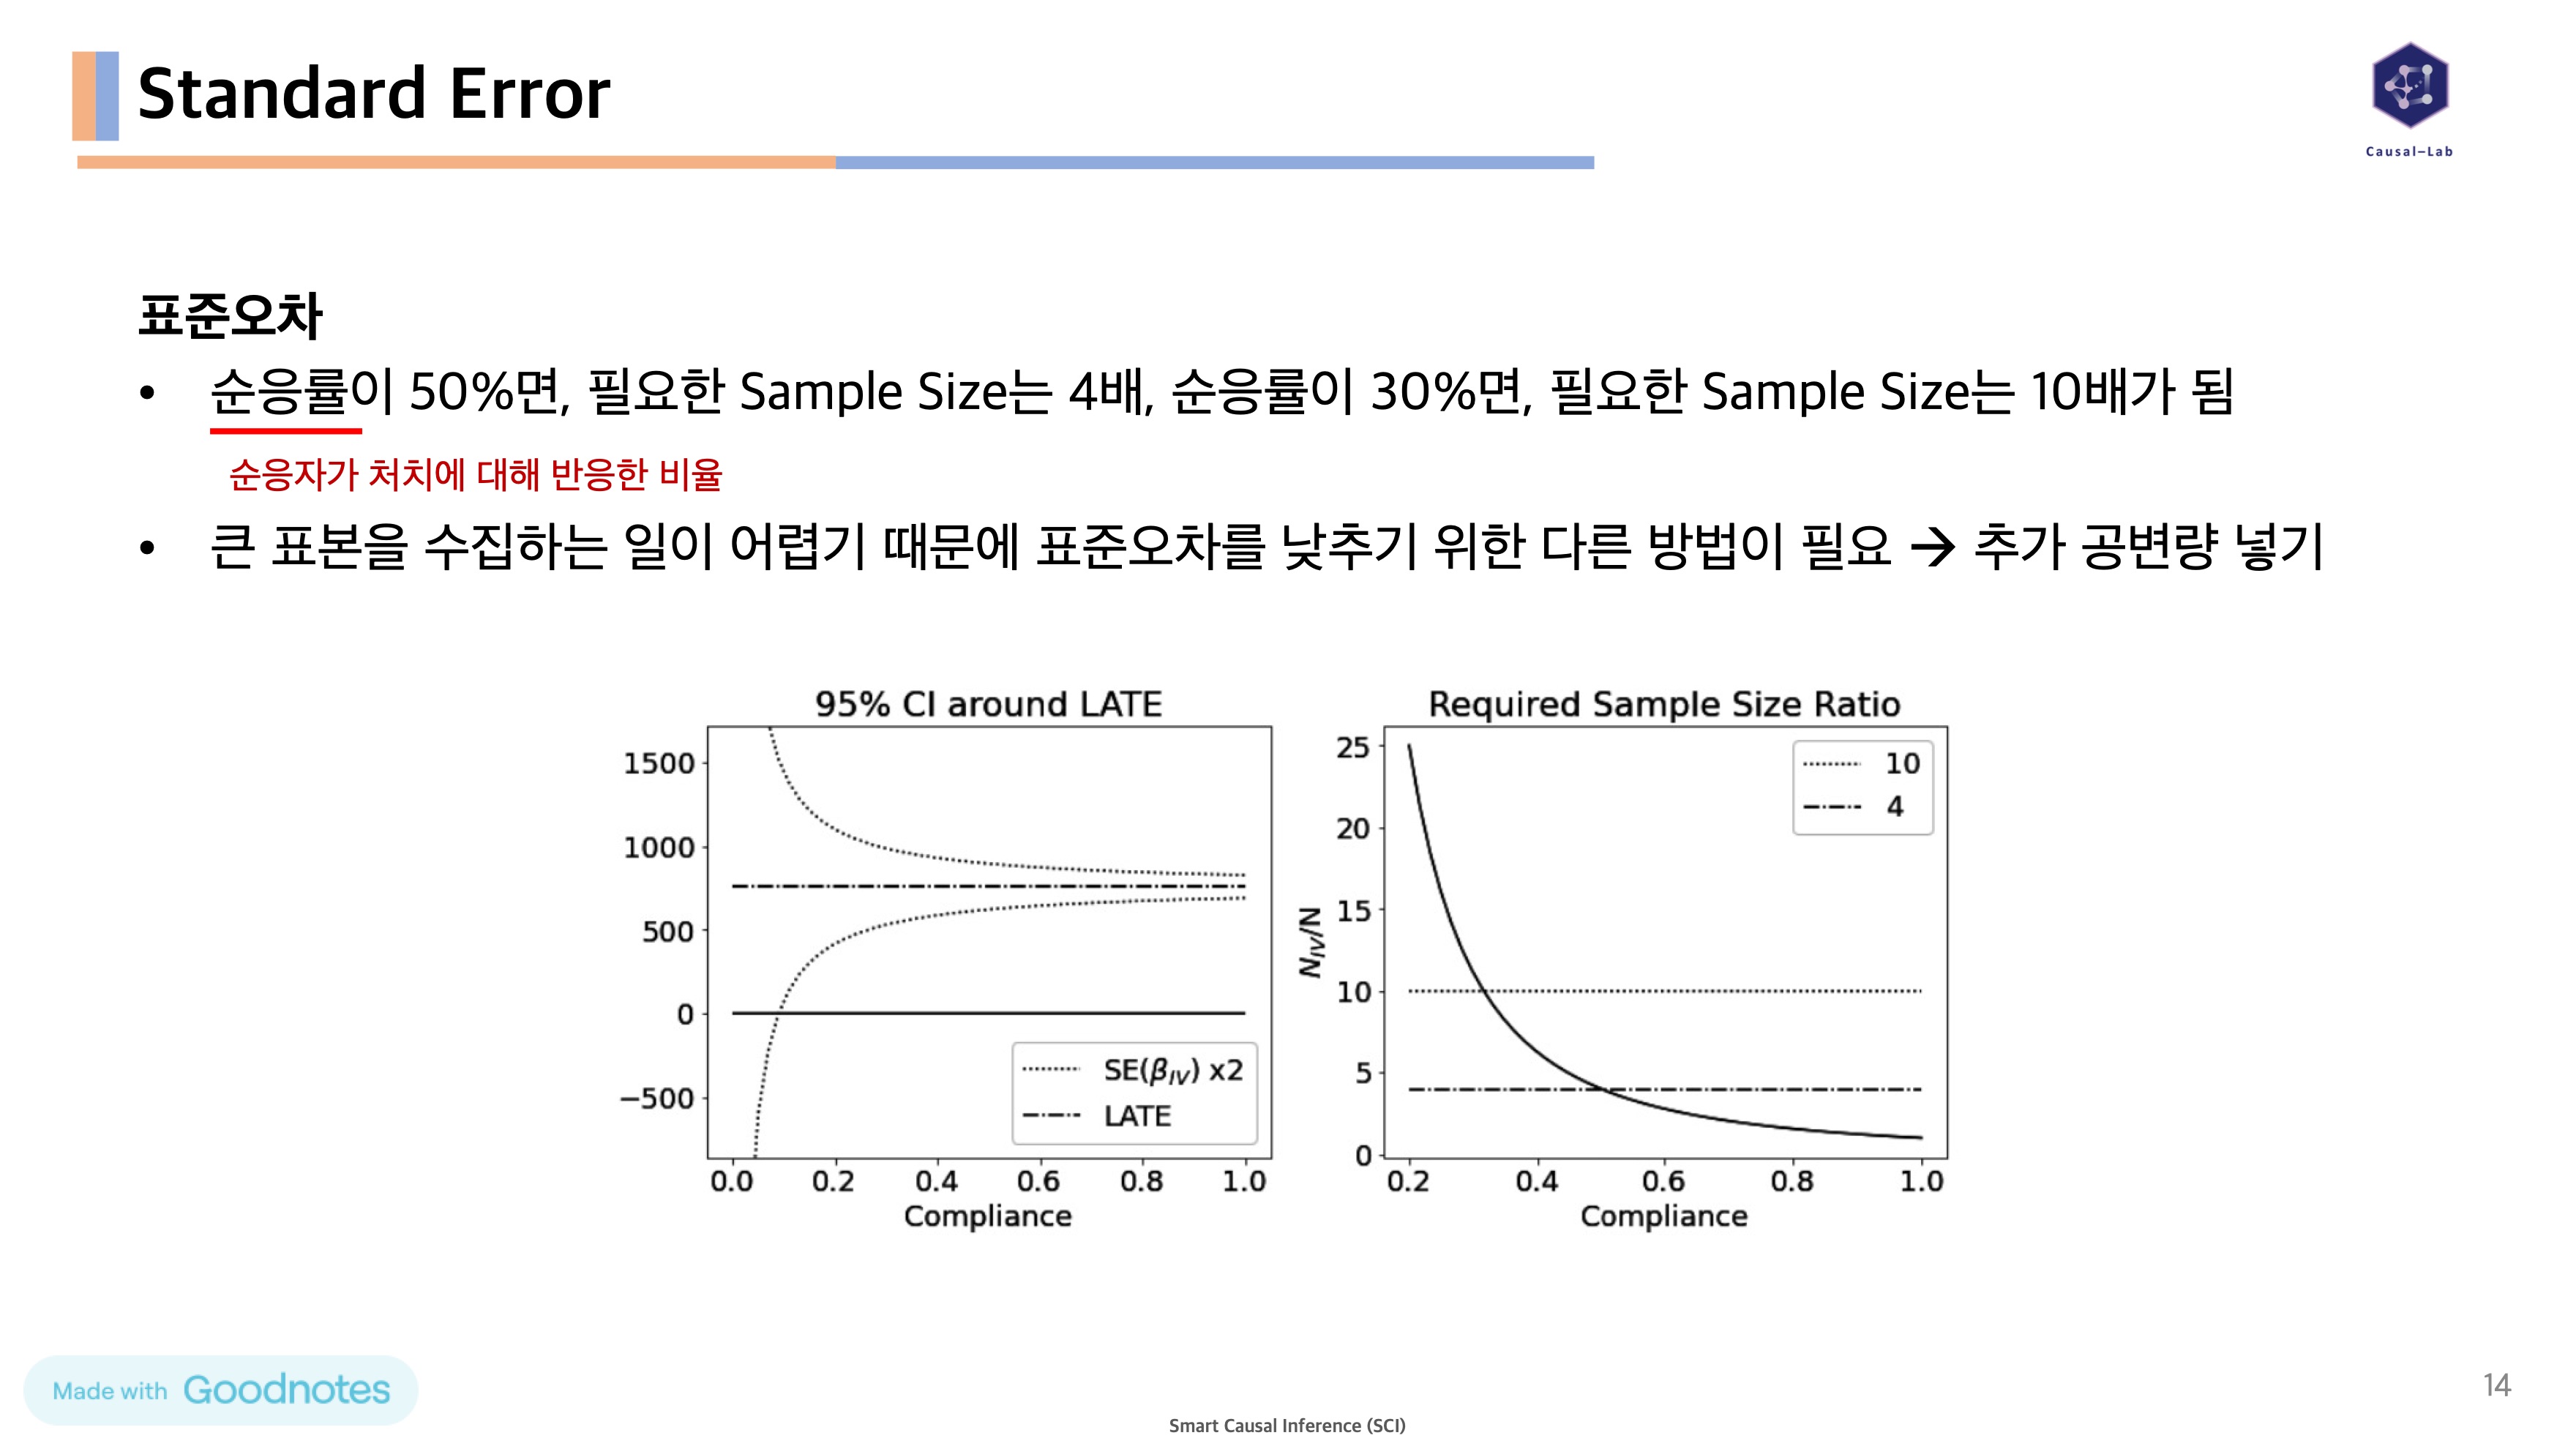 Standard Error
Causal-Lab
표준오차
• 순응률이 50%면, 필요한 Sample Size는 4배, 순응률이 30%면, 필요한 Sample Size는 10배가 됨
순응자가 처치에 대해 반응한 비율
• 큰 표본을 수집하는 일이 어렵기 때문에 표준오차를 낮추기 위한 다른 방법이 필요 → 추가 공변량 넣기
95% CI around LATE
1500
1000
500
0
−500
SE(β_IV) x2
LATE
0.0 0.2 0.4 0.6 0.8 1.0
Compliance
Required Sample Size Ratio
25
20
15
10
5
0
N_IV/N
10
4
0.2 0.4 0.6 0.8 1.0
Compliance
Made with Goodnotes
14
Smart Causal Inference (SCI)